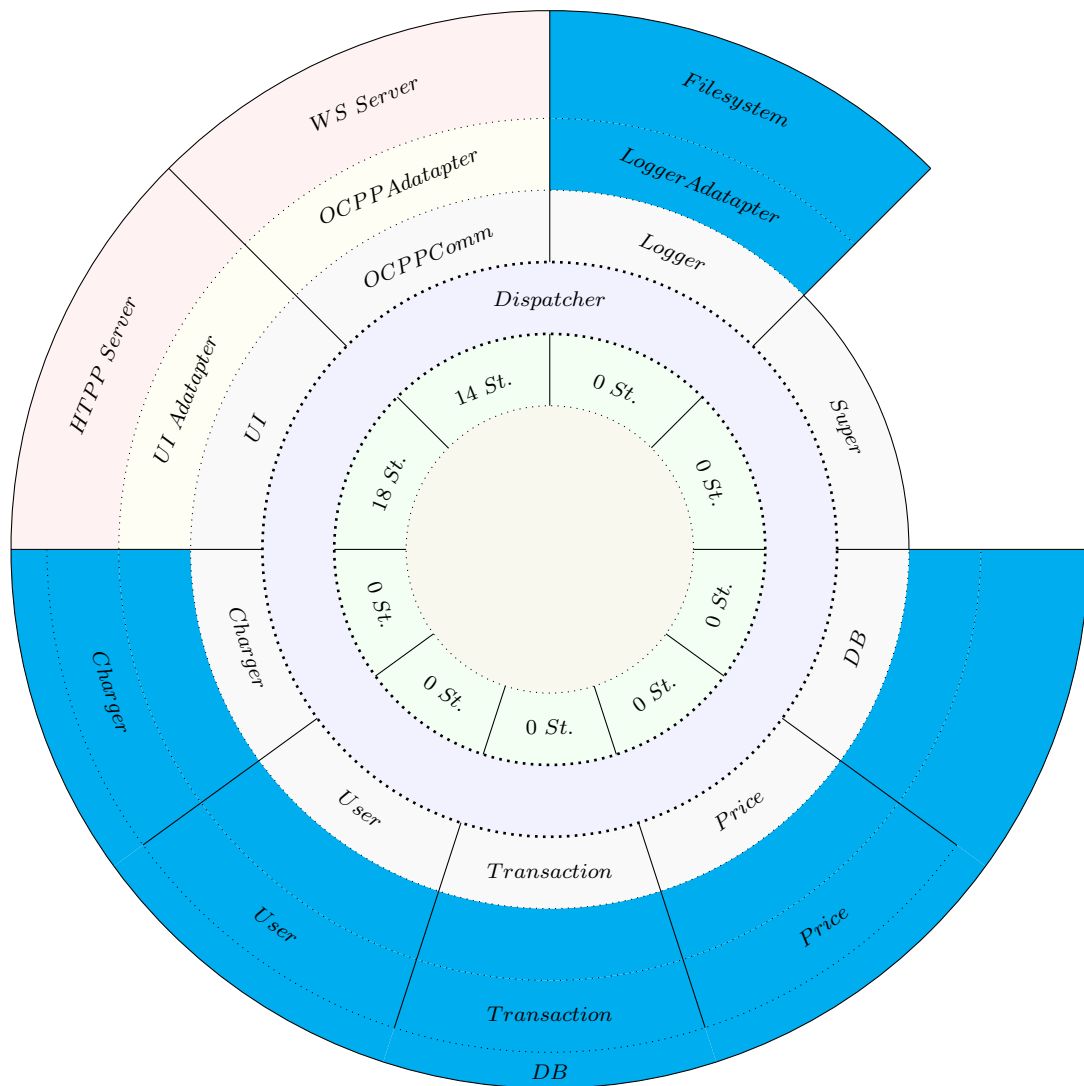 Filesystem
WS Server
LoggerAdatapter
OCPPAdatapter
OCPPComm
Logger
Dispatcher
HTPP Server
UI Adatapter
UI
14 St.
0 St.
Super
18 St.
0 St.
0 St.
0 St.
Charger
Charger
DB
0 St.
0 St.
0 St.
User
Price
Transaction
User
Price
Transaction
DB